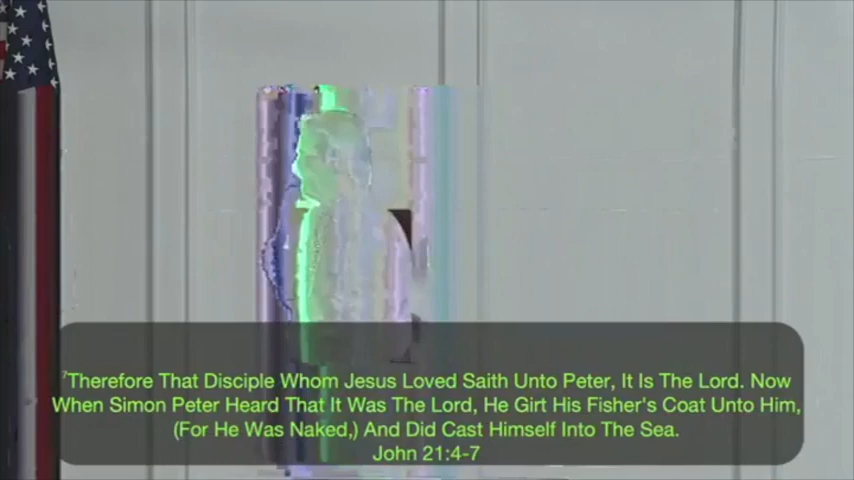 ⁷Therefore That Disciple Whom Jesus Loved Saith Unto Peter, It Is The Lord. Now
When Simon Peter Heard That It Was The Lord, He Girt His Fisher's Coat Unto Him,
(For He Was Naked,) And Did Cast Himself Into The Sea.
John 21:4-7